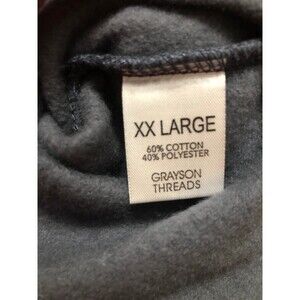 XX LARGE
60% COTTON
40% POLYESTER
GRAYSON
THREADS